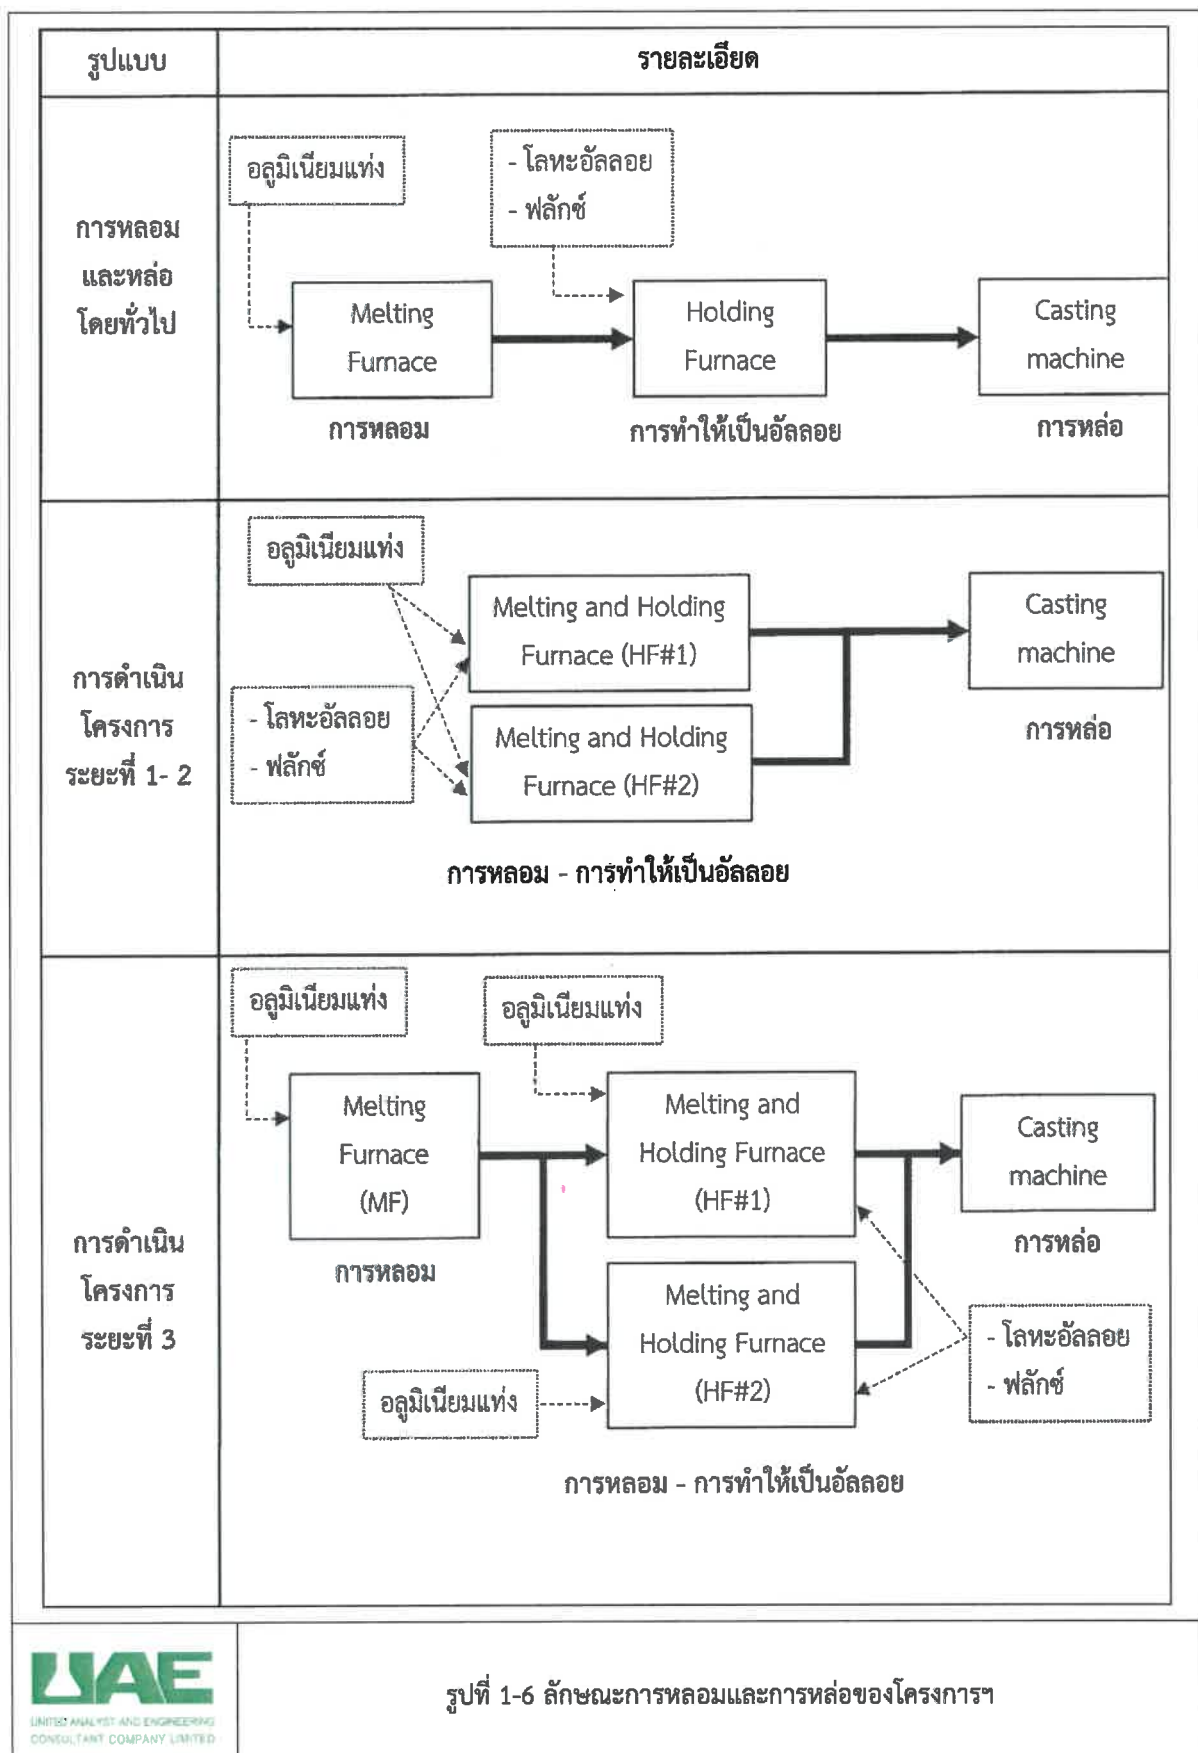 รูปแบบ
รายละเอียด
การหลอม
และหล่อ
โดยทั่วไป
อลูมิเนียมแท่ง
- โลหะอัลลอย
- ฟลักซ์
Melting
Furnace
การหลอม
Holding
Furnace
การทำให้เป็นอัลลอย
Casting
machine
การหล่อ
การดำเนิน
โครงการ
ระยะที่ 1- 2
อลูมิเนียมแท่ง
- โลหะอัลลอย
- ฟลักซ์
Melting and Holding
Furnace (HF#1)
Melting and Holding
Furnace (HF#2)
การหลอม - การทำให้เป็นอัลลอย
Casting
machine
การหล่อ
การดำเนิน
โครงการ
ระยะที่ 3
อลูมิเนียมแท่ง
อลูมิเนียมแท่ง
Melting
Furnace
(MF)
การหลอม
Melting and
Holding Furnace
(HF#1)
Melting and
Holding Furnace
(HF#2)
อลูมิเนียมแท่ง
Casting
machine
การหล่อ
- โลหะอัลลอย
- ฟลักซ์
การหลอม - การทำให้เป็นอัลลอย
UAE
UNITED ANALYST AND ENGINEERING
CONSULTANT COMPANY LIMITED
รูปที่ 1-6 ลักษณะการหลอมและการหล่อของโครงการฯ